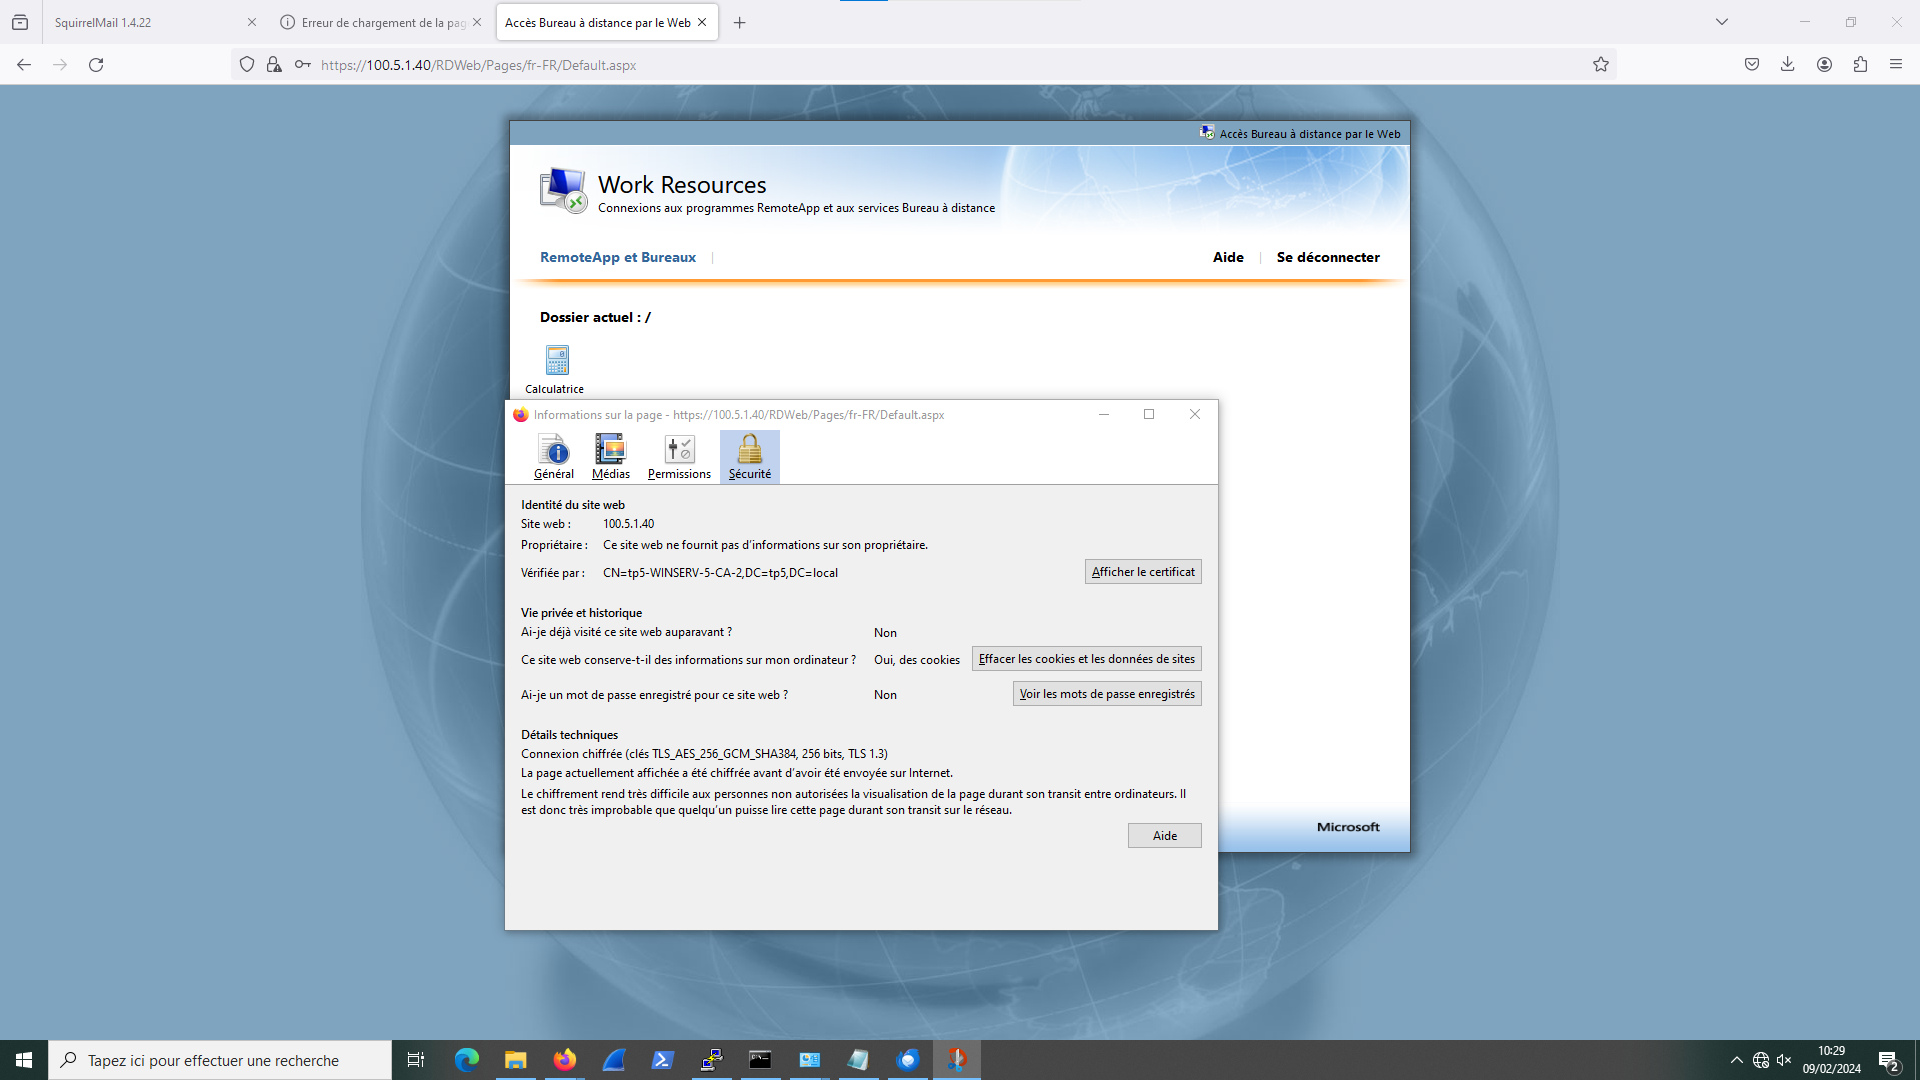 SquirrelMail 1.4.22
Erreur de chargement de la pag
Accès Bureau à distance par le Web
https://100.5.1.40/RDWeb/Pages/fr-FR/Default.aspx
Accès Bureau à distance par le Web
Work Resources
Connexions aux programmes RemoteApp et aux services Bureau à distance
RemoteApp et Bureaux
Aide
Se déconnecter
Dossier actuel : /
Calculatrice
Informations sur la page - https://100.5.1.40/RDWeb/Pages/fr-FR/Default.aspx
Général
Médias
Permissions
Sécurité
Identité du site web
Site web : 100.5.1.40
Propriétaire : Ce site web ne fournit pas d’informations sur son propriétaire.
Vérifiée par : CN=tp5-WINSERV-5-CA-2,DC=tp5,DC=local
Afficher le certificat
Vie privée et historique
Ai-je déjà visité ce site web auparavant ? Non
Ce site web conserve-t-il des informations sur mon ordinateur ? Oui, des cookies
Effacer les cookies et les données de sites
Ai-je un mot de passe enregistré pour ce site web ? Non
Voir les mots de passe enregistrés
Détails techniques
Connexion chiffrée (clés TLS_AES_256_GCM_SHA384, 256 bits, TLS 1.3)
La page actuellement affichée a été chiffrée avant d’avoir été envoyée sur Internet.
Le chiffrement rend très difficile aux personnes non autorisées la visualisation de la page durant son transit entre ordinateurs. Il
est donc très improbable que quelqu’un puisse lire cette page durant son transit sur le réseau.
Aide
Microsoft
Tapez ici pour effectuer une recherche
10:29
09/02/2024
2